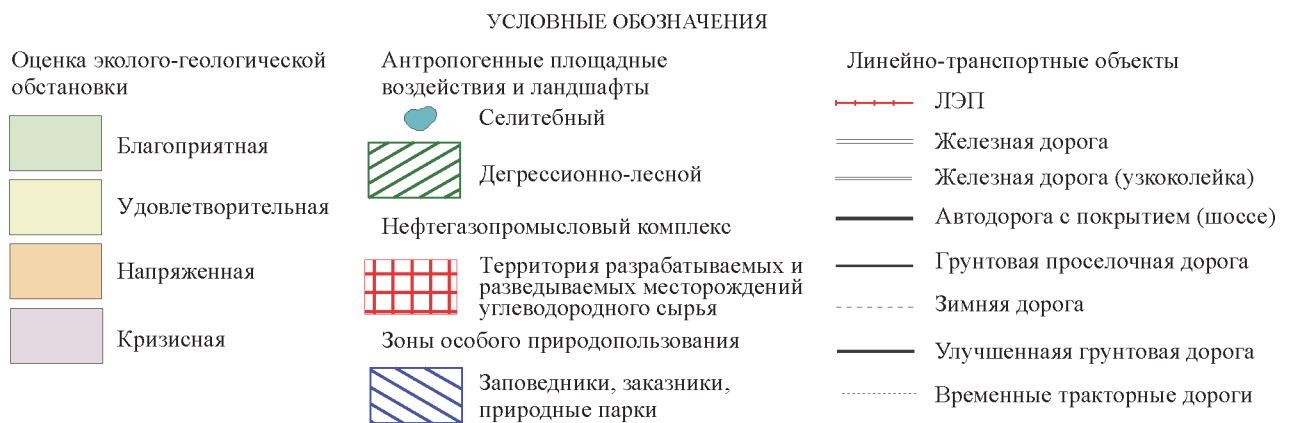 УСЛОВНЫЕ ОБОЗНАЧЕНИЯ
Оценка эколого-геологической
обстановки
Благоприятная
Удовлетворительная
Напряженная
Кризисная
Антропогенные площадные
воздействия и ландшафты
Селитебный
Дегрессионно-лесной
Нефтегазопромысловый комплекс
Территория разрабатываемых и
разведываемых месторождений
углеводородного сырья
Зоны особого природопользования
Заповедники, заказники,
природные парки
Линейно-транспортные объекты
ЛЭП
Железная дорога
Железная дорога (узкоколейка)
Автодорога с покрытием (шоссе)
Грунтовая проселочная дорога
Зимняя дорога
Улучшеннаяя грунтовая дорога
Временные тракторные дороги